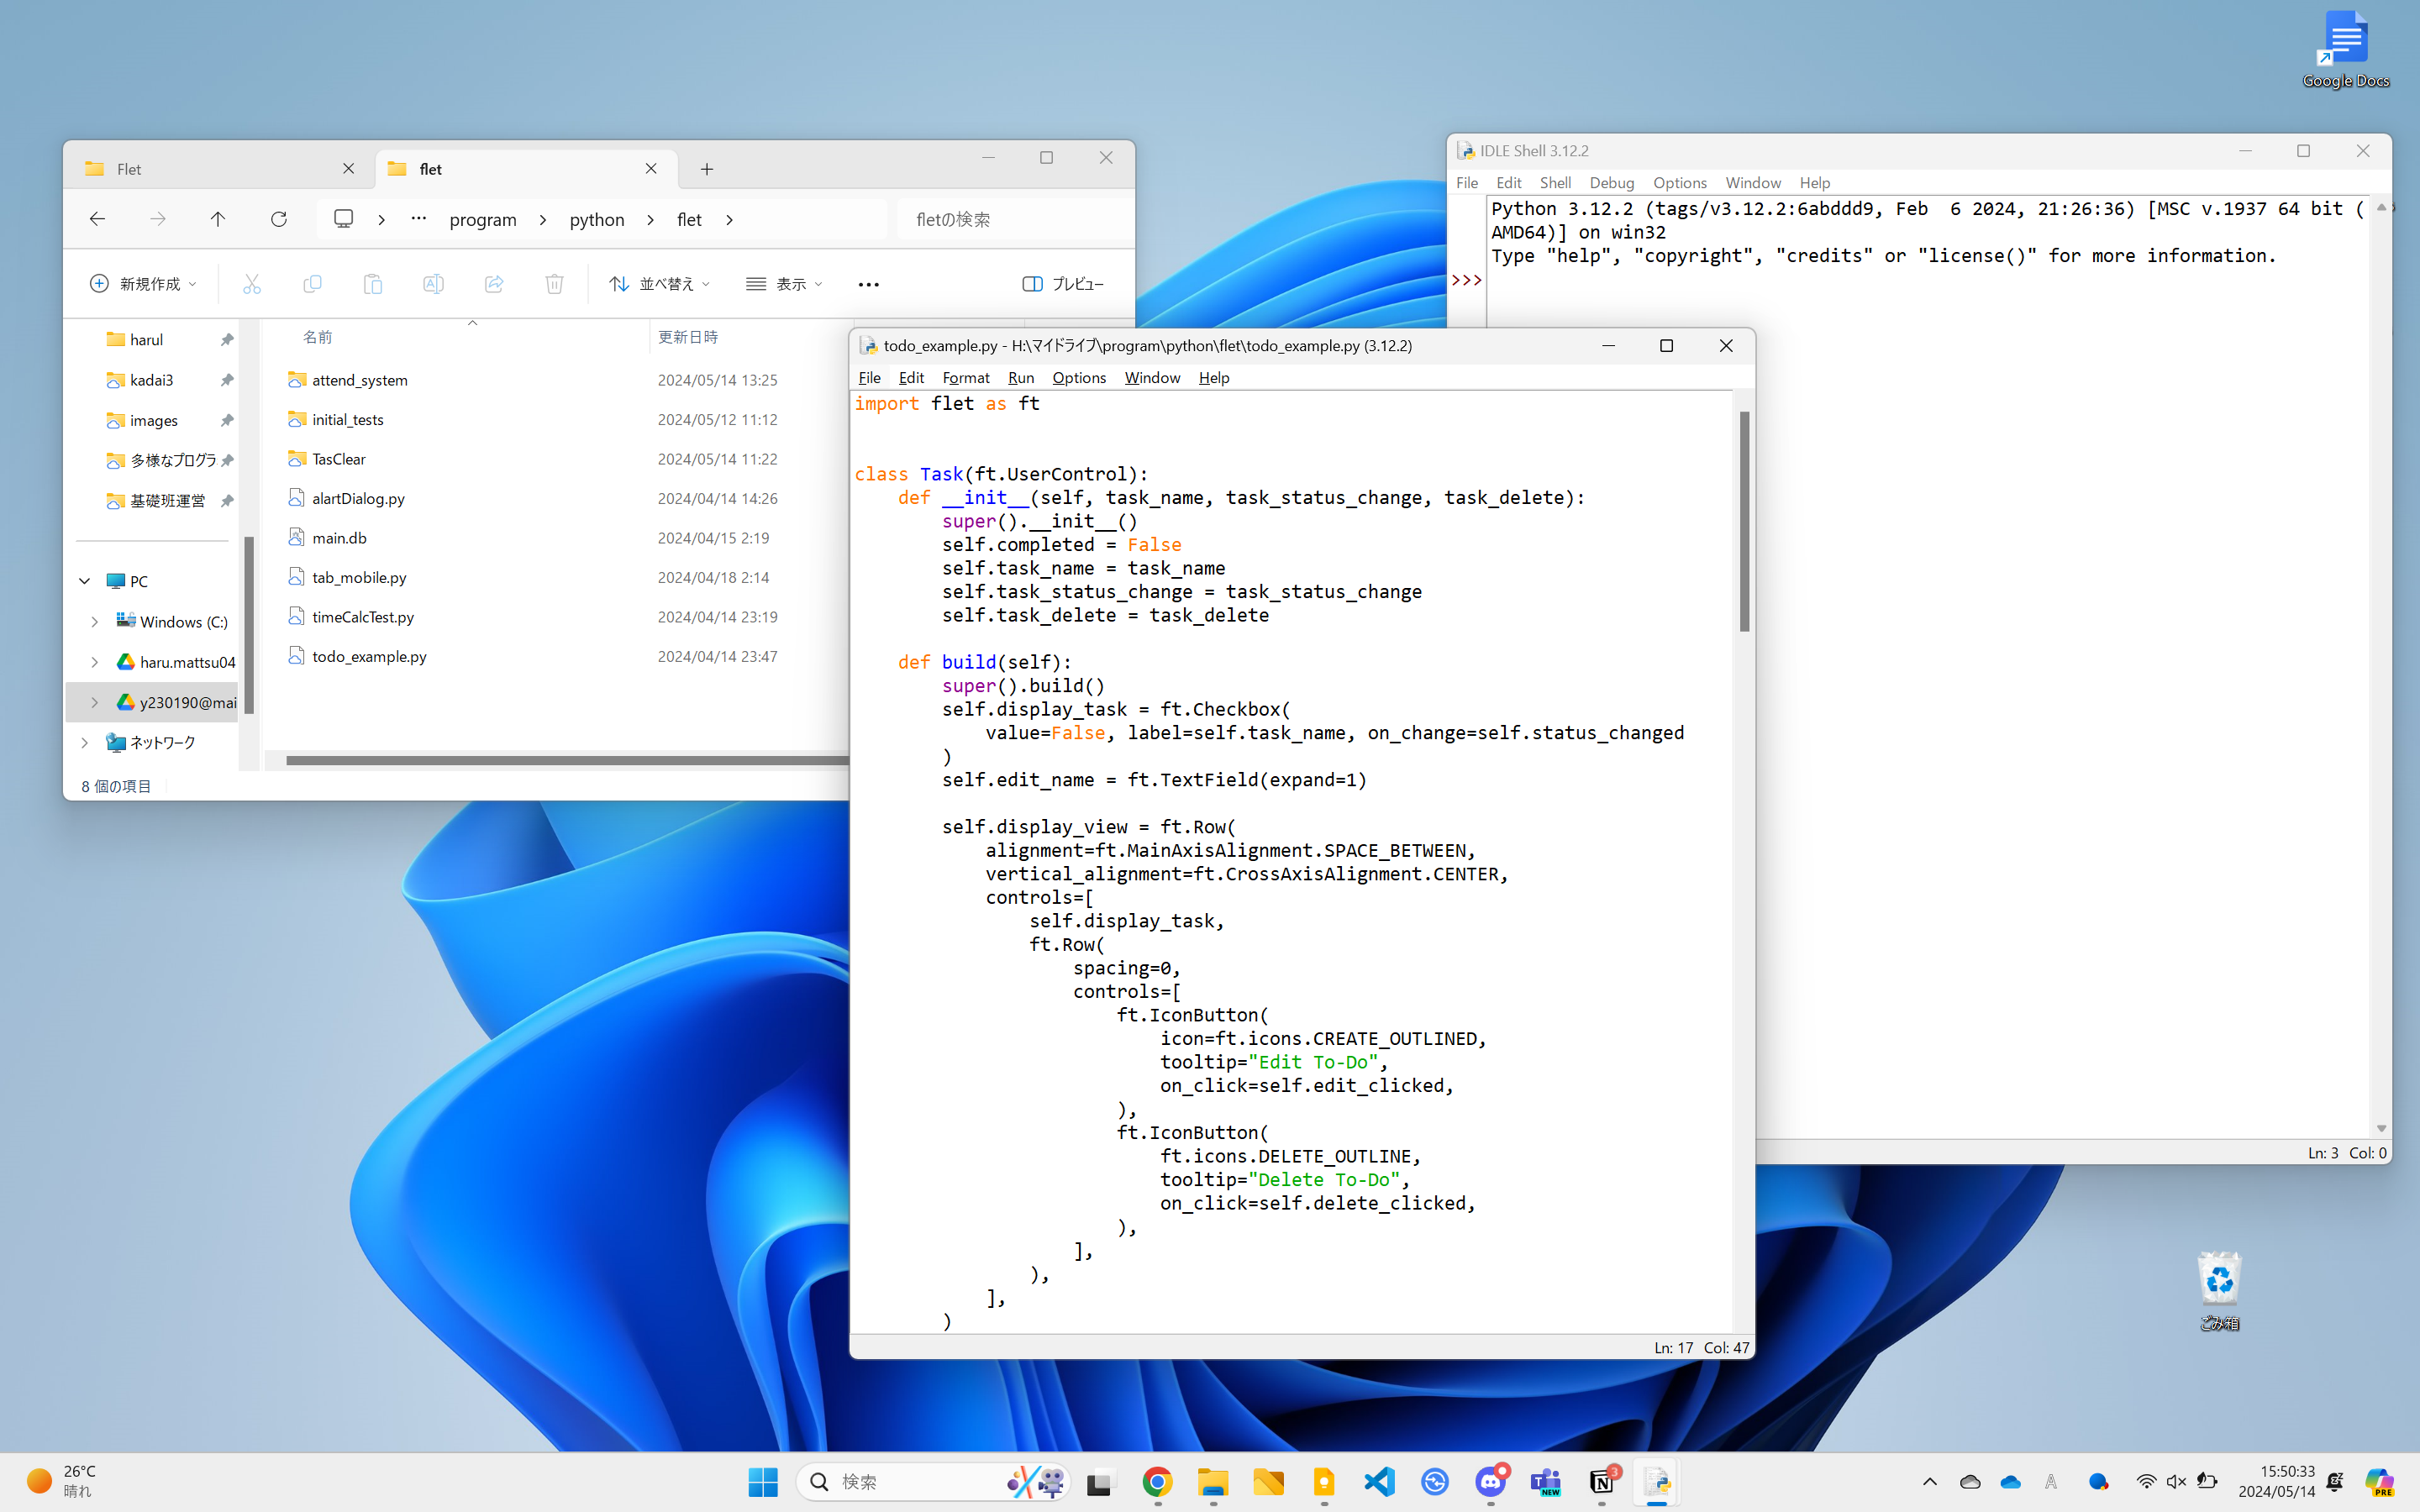 Google Docs
Flet
flet
program
python
flet
fletの検索
新規作成
並べ替え
表示
プレビュー
harul
kadai3
images
多様なプログラ
基礎班運営
PC
Windows (C:)
haru.mattsu04
y230190@mai
ネットワーク
名前
更新日時
attend_system 2024/05/14 13:25
initial_tests 2024/05/12 11:12
TasClear 2024/05/14 11:22
alartDialog.py 2024/04/14 14:26
main.db 2024/04/15 2:19
tab_mobile.py 2024/04/18 2:14
timeCalcTest.py 2024/04/14 23:19
todo_example.py 2024/04/14 23:47
8 個の項目
IDLE Shell 3.12.2
File Edit Shell Debug Options Window Help
Python 3.12.2 (tags/v3.12.2:6abddd9, Feb  6 2024, 21:26:36) [MSC v.1937 64 bit (
AMD64)] on win32
Type "help", "copyright", "credits" or "license()" for more information.
>>>
Ln: 3 Col: 0
todo_example.py - H:\マイドライブ\program\python\flet\todo_example.py (3.12.2)
File Edit Format Run Options Window Help
import flet as ft
class Task(ft.UserControl):
    def __init__(self, task_name, task_status_change, task_delete):
        super().__init__()
        self.completed = False
        self.task_name = task_name
        self.task_status_change = task_status_change
        self.task_delete = task_delete
    def build(self):
        super().build()
        self.display_task = ft.Checkbox(
            value=False, label=self.task_name, on_change=self.status_changed
        )
        self.edit_name = ft.TextField(expand=1)
        self.display_view = ft.Row(
            alignment=ft.MainAxisAlignment.SPACE_BETWEEN,
            vertical_alignment=ft.CrossAxisAlignment.CENTER,
            controls=[
                self.display_task,
                ft.Row(
                    spacing=0,
                    controls=[
                        ft.IconButton(
                            icon=ft.icons.CREATE_OUTLINED,
                            tooltip="Edit To-Do",
                            on_click=self.edit_clicked,
                        ),
                        ft.IconButton(
                            ft.icons.DELETE_OUTLINE,
                            tooltip="Delete To-Do",
                            on_click=self.delete_clicked,
                        ),
                    ],
                ),
            ],
        )
Ln: 17 Col: 47
ごみ箱
26°C
晴れ
検索
NEW
3
15:50:33
2024/05/14
PRE